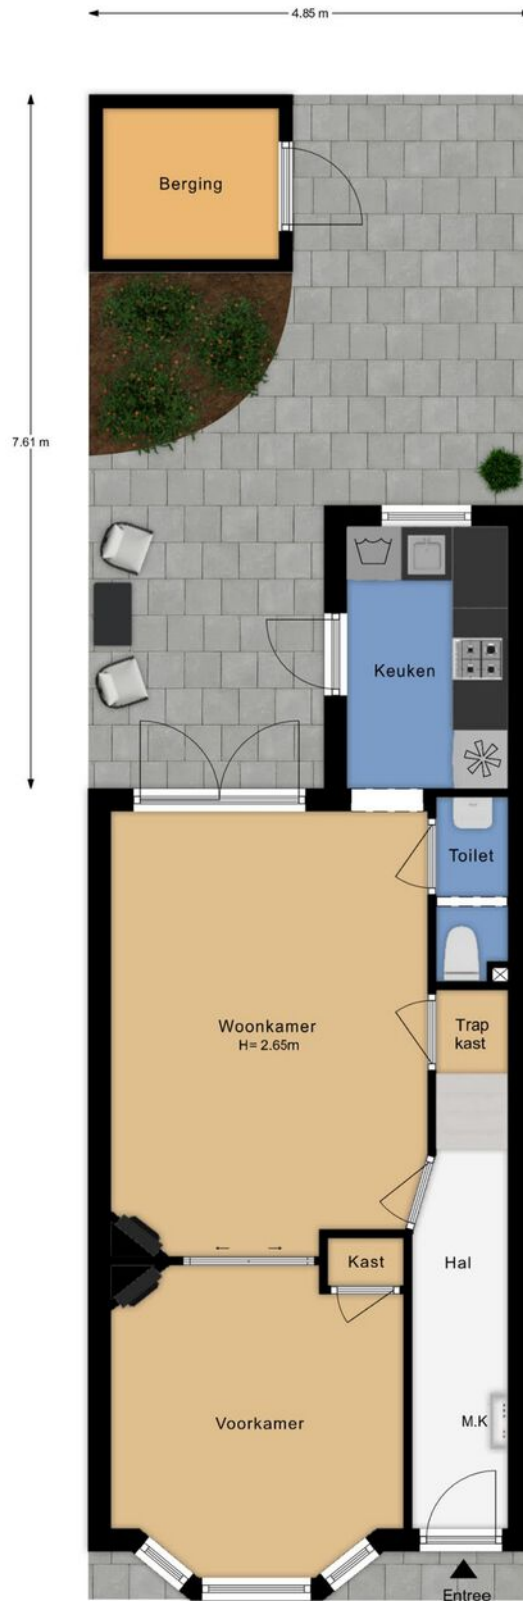 4.85 m
Berging
7.61 m
Keuken
Toilet
Woonkamer
H= 2.65m
Trap
kast
Kast
Hal
Voorkamer
M.K
Entree